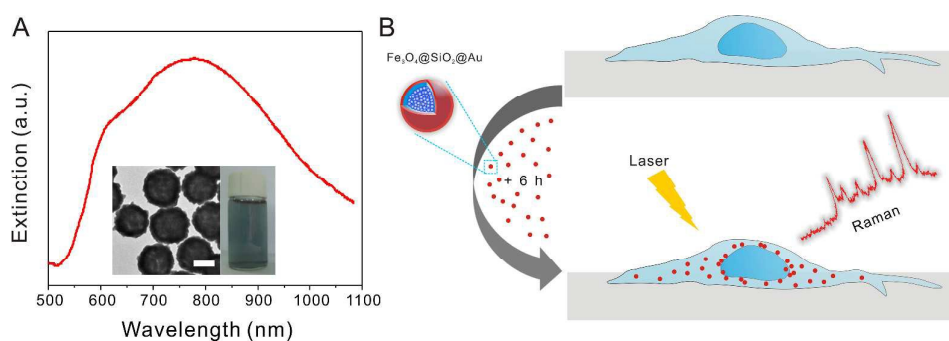 A
Extinction (a.u.)
500 600 700 800 900 1000 1100
Wavelength (nm)
B
Fe₃O₄@SiO₂@Au
+ 6 h
Laser
Raman